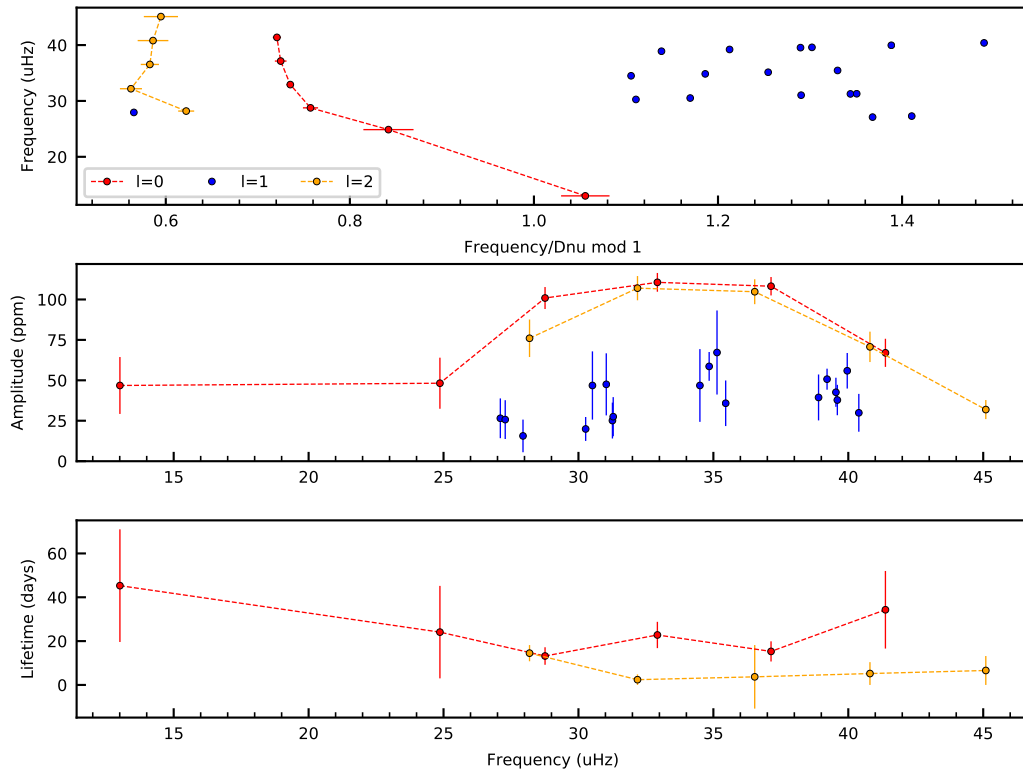 Frequency (uHz)
40
30
20
l=0 l=1 l=2
0.6 0.8 1.0 1.2 1.4
Frequency/Dnu mod 1
Amplitude (ppm)
100
75
50
25
0
15 20 25 30 35 40 45
Lifetime (days)
60
40
20
0
15 20 25 30 35 40 45
Frequency (uHz)